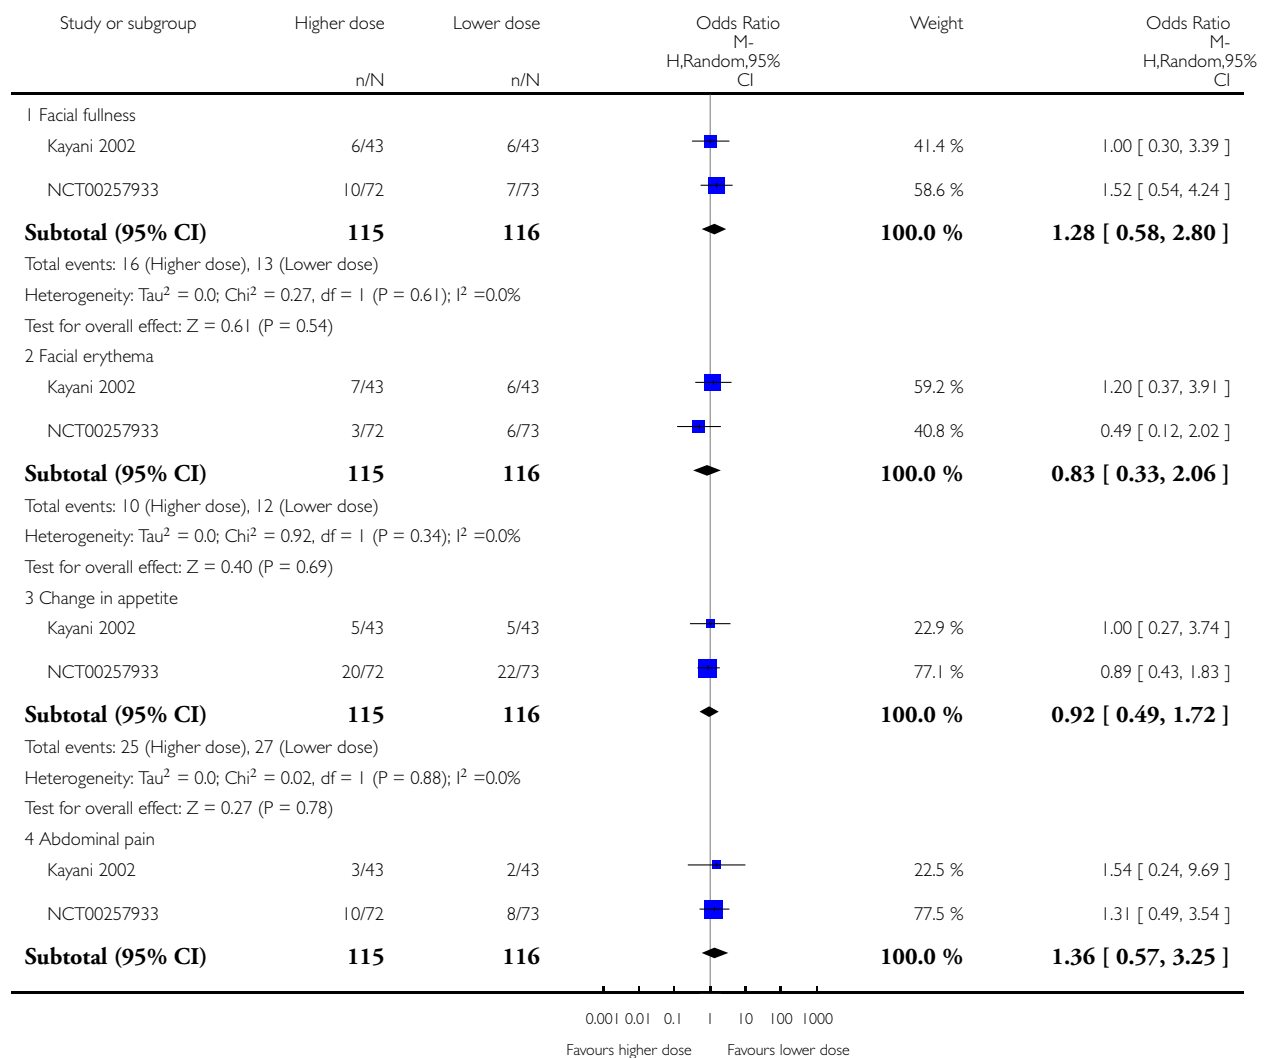 Study or subgroup Higher dose Lower dose Odds Ratio Weight Odds Ratio
M- M-
H,Random,95% H,Random,95%
n/N n/N CI CI
1 Facial fullness
Kayani 2002 6/43 6/43 41.4 % 1.00 [ 0.30, 3.39 ]
NCT00257933 10/72 7/73 58.6 % 1.52 [ 0.54, 4.24 ]
Subtotal (95% CI) 115 116 100.0 % 1.28 [ 0.58, 2.80 ]
Total events: 16 (Higher dose), 13 (Lower dose)
Heterogeneity: Tau² = 0.0; Chi² = 0.27, df = 1 (P = 0.61); I² =0.0%
Test for overall effect: Z = 0.61 (P = 0.54)
2 Facial erythema
Kayani 2002 7/43 6/43 59.2 % 1.20 [ 0.37, 3.91 ]
NCT00257933 3/72 6/73 40.8 % 0.49 [ 0.12, 2.02 ]
Subtotal (95% CI) 115 116 100.0 % 0.83 [ 0.33, 2.06 ]
Total events: 10 (Higher dose), 12 (Lower dose)
Heterogeneity: Tau² = 0.0; Chi² = 0.92, df = 1 (P = 0.34); I² =0.0%
Test for overall effect: Z = 0.40 (P = 0.69)
3 Change in appetite
Kayani 2002 5/43 5/43 22.9 % 1.00 [ 0.27, 3.74 ]
NCT00257933 20/72 22/73 77.1 % 0.89 [ 0.43, 1.83 ]
Subtotal (95% CI) 115 116 100.0 % 0.92 [ 0.49, 1.72 ]
Total events: 25 (Higher dose), 27 (Lower dose)
Heterogeneity: Tau² = 0.0; Chi² = 0.02, df = 1 (P = 0.88); I² =0.0%
Test for overall effect: Z = 0.27 (P = 0.78)
4 Abdominal pain
Kayani 2002 3/43 2/43 22.5 % 1.54 [ 0.24, 9.69 ]
NCT00257933 10/72 8/73 77.5 % 1.31 [ 0.49, 3.54 ]
Subtotal (95% CI) 115 116 100.0 % 1.36 [ 0.57, 3.25 ]
0.001 0.01 0.1 1 10 100 1000
Favours higher dose Favours lower dose